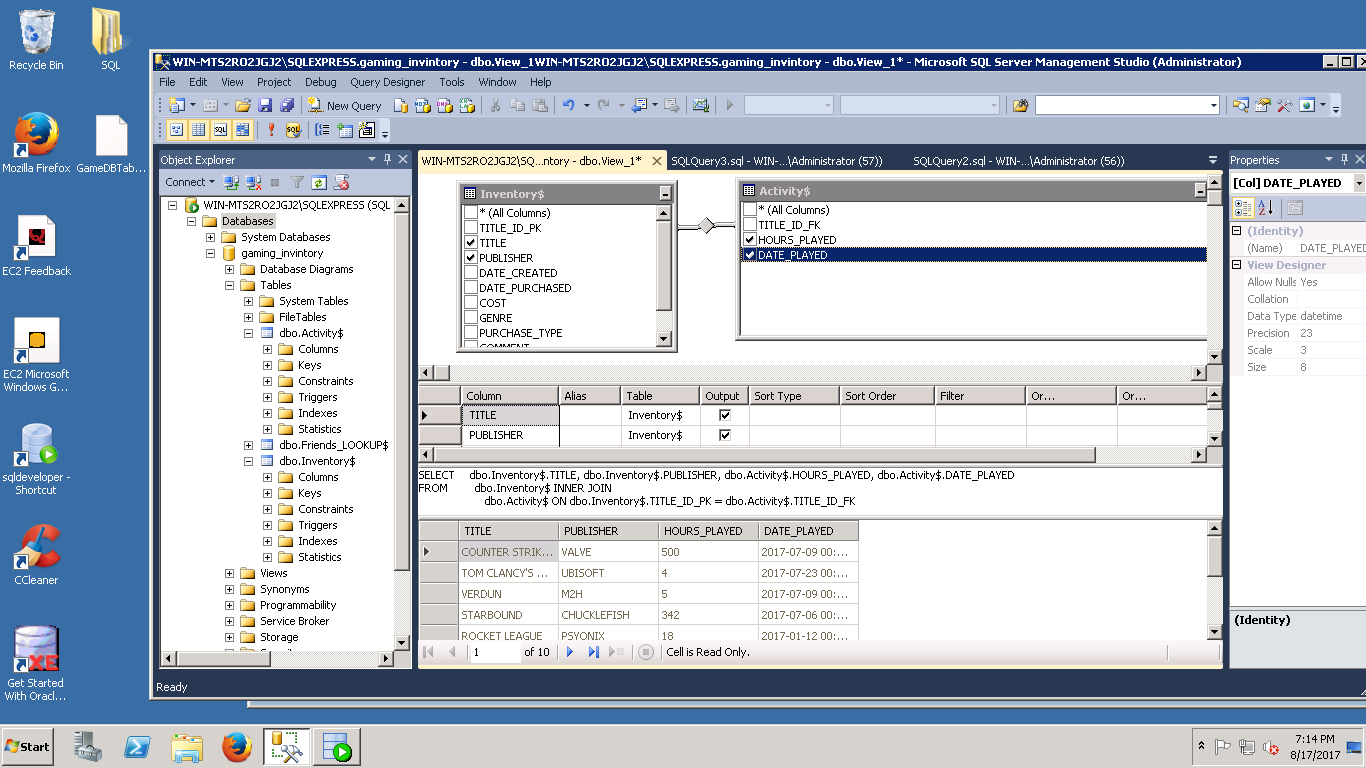 Recycle Bin
SQL
Mozilla Firefox
GameDBTab...
EC2 Feedback
EC2 Microsoft
Windows G...
sqldeveloper -
Shortcut
CCleaner
XE
Get Started
With Oracl...
WIN-MTS2RO2JGJ2\SQLEXPRESS.gaming_invintory - dbo.View_1WIN-MTS2RO2JGJ2\SQLEXPRESS.gaming_invintory - dbo.View_1* - Microsoft SQL Server Management Studio (Administrator)
File Edit View Project Debug Query Designer Tools Window Help
New Query
Object Explorer
Connect
WIN-MTS2RO2JGJ2\SQLEXPRESS (SQL
Databases
System Databases
gaming_invintory
Database Diagrams
Tables
System Tables
FileTables
dbo.Activity$
Columns
Keys
Constraints
Triggers
Indexes
Statistics
dbo.Friends_LOOKUP$
dbo.Inventory$
Columns
Keys
Constraints
Triggers
Indexes
Statistics
Views
Synonyms
Programmability
Service Broker
Storage
WIN-MTS2RO2JGJ2\SQ...ntory - dbo.View_1* SQLQuery3.sql - WIN-...\Administrator (57)) SQLQuery2.sql - WIN-...\Administrator (56))
Inventory$
* (All Columns)
TITLE_ID_PK
TITLE
PUBLISHER
DATE_CREATED
DATE_PURCHASED
COST
GENRE
PURCHASE_TYPE
COMMENT
Activity$
* (All Columns)
TITLE_ID_FK
HOURS_PLAYED
DATE_PLAYED
Column Alias Table Output Sort Type Sort Order Filter Or... Or...
TITLE Inventory$
PUBLISHER Inventory$
SELECT dbo.Inventory$.TITLE, dbo.Inventory$.PUBLISHER, dbo.Activity$.HOURS_PLAYED, dbo.Activity$.DATE_PLAYED
FROM dbo.Inventory$ INNER JOIN
dbo.Activity$ ON dbo.Inventory$.TITLE_ID_PK = dbo.Activity$.TITLE_ID_FK
TITLE PUBLISHER HOURS_PLAYED DATE_PLAYED
COUNTER STRIK... VALVE 500 2017-07-09 00:...
TOM CLANCY'S ... UBISOFT 4 2017-07-23 00:...
VERDUN M2H 5 2017-07-09 00:...
STARBOUND CHUCKLEFISH 342 2017-07-06 00:...
ROCKET LEAGUE PSYONIX 18 2017-01-12 00:...
1 of 10 Cell is Read Only.
Properties
[Col] DATE_PLAYED
(Identity)
(Name) DATE_PLAYED
View Designer
Allow Nulls Yes
Collation
Data Type datetime
Precision 23
Scale 3
Size 8
(Identity)
Ready
Start
7:14 PM
8/17/2017